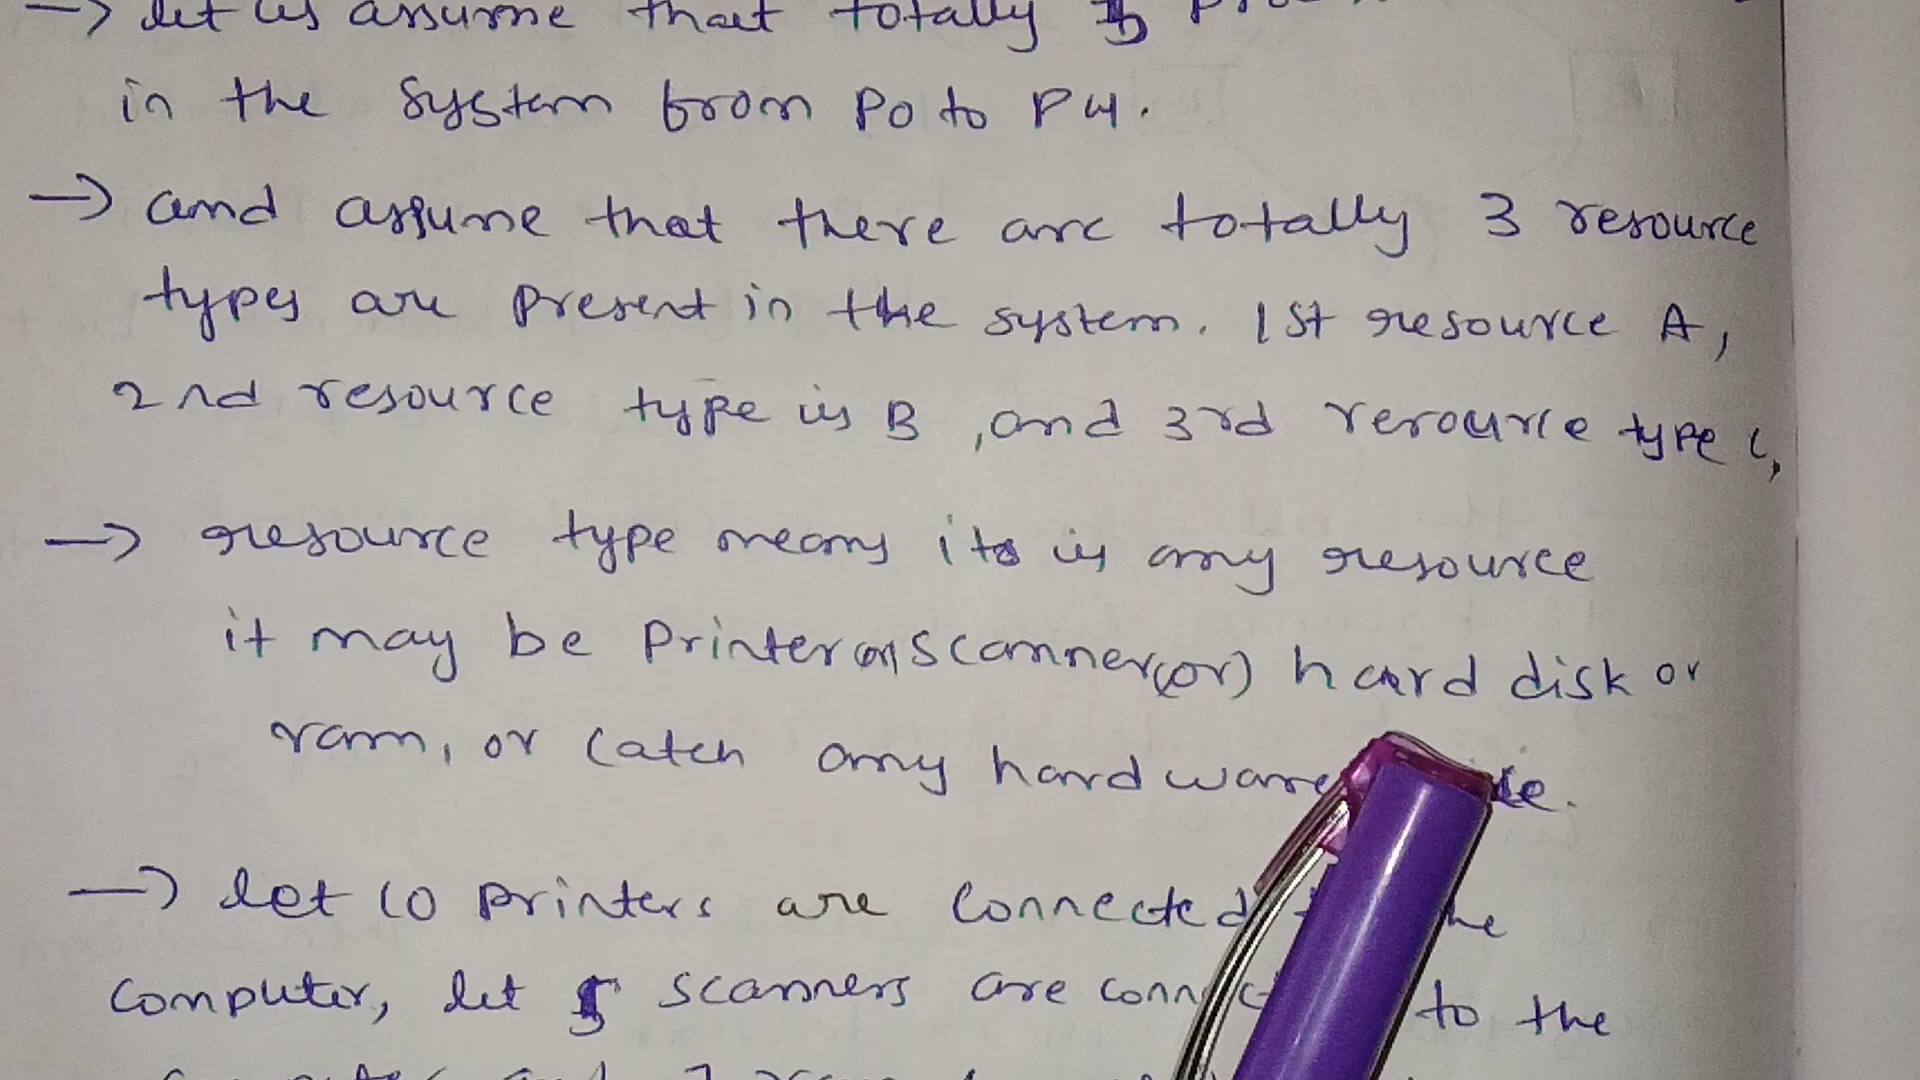 → let us assume that totally 5
in the system from P0 to P4.
→ and assume that there are totally 3 resource
types are present in the system. 1st resource A,
2nd resource type is B, and 3rd resource type C,
→ resource type means its is any resource
it may be Printer (or) Scanner (or) hard disk or
ram, or catch any hardware
→ let 10 printers are connected
computer, let 5 scanners are to the